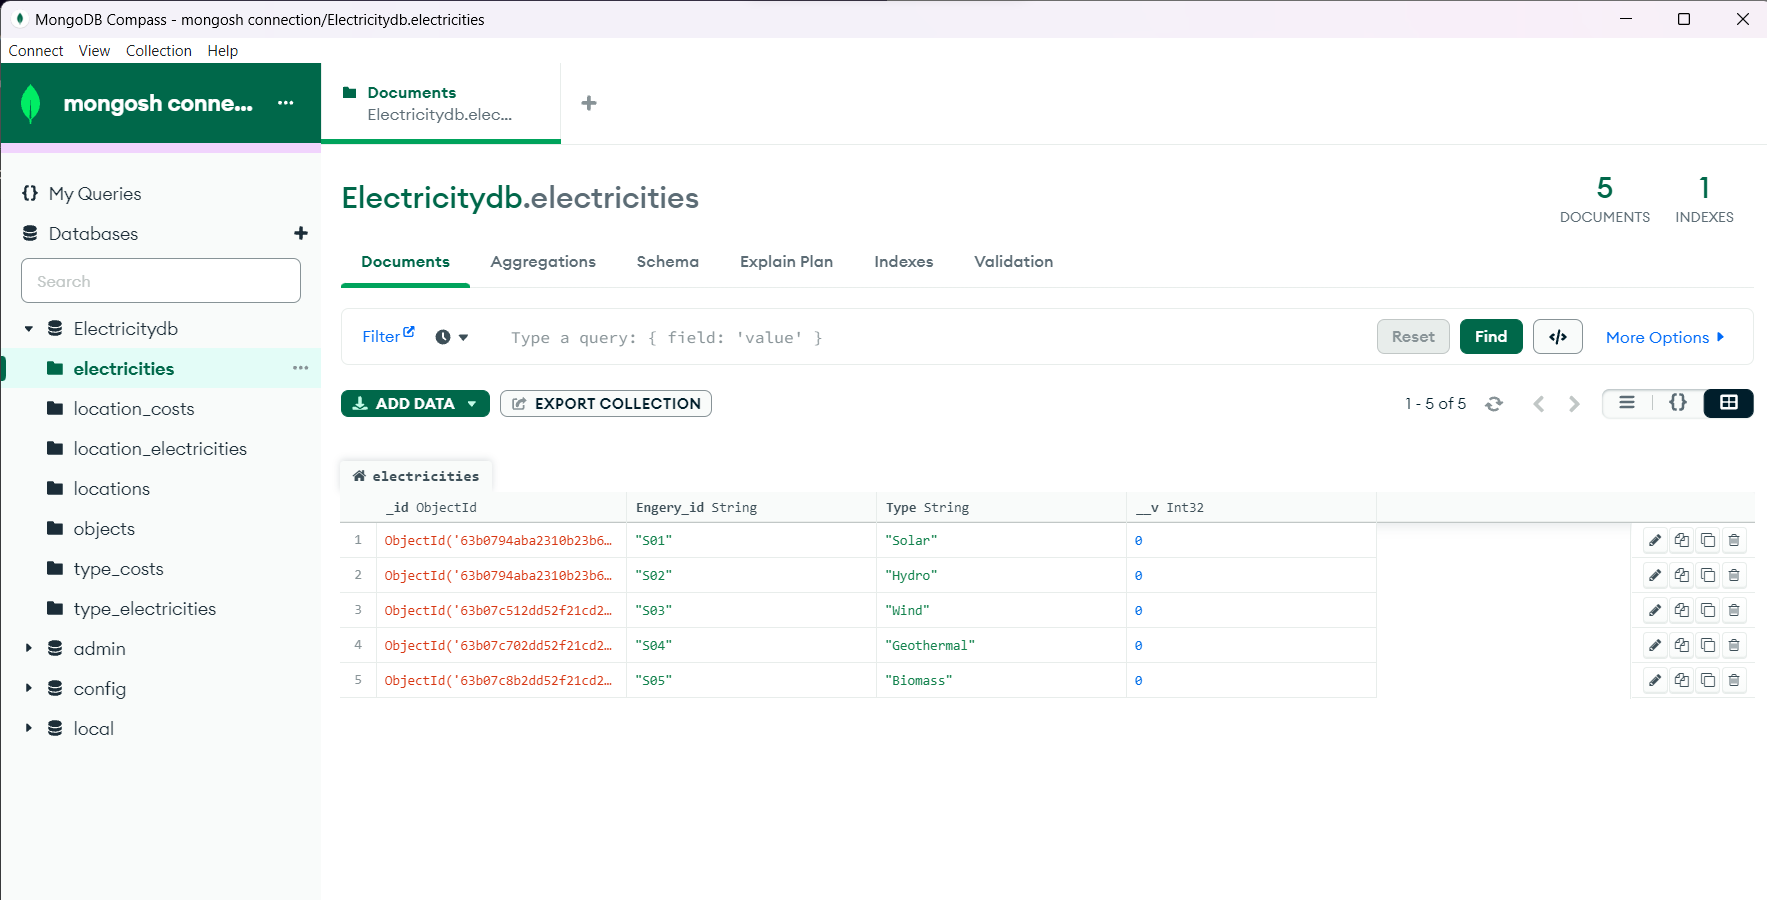 MongoDB Compass - mongosh connection/Electricitydb.electricities
Connect View Collection Help
mongosh conne...
Documents
Electricitydb.elec...
My Queries
Databases
Search
Electricitydb
electricities
location_costs
location_electricities
locations
objects
type_costs
type_electricities
admin
config
local
Electricitydb.electricities
5
DOCUMENTS
1
INDEXES
Documents Aggregations Schema Explain Plan Indexes Validation
Filter Type a query: { field: 'value' } Reset Find </> More Options
ADD DATA EXPORT COLLECTION 1 - 5 of 5 {}
electricities
_id ObjectId Engery_id String Type String __v Int32
1 ObjectId('63b0794aba2310b23b6... "S01" "Solar" 0
2 ObjectId('63b0794aba2310b23b6... "S02" "Hydro" 0
3 ObjectId('63b07c512dd52f21cd2... "S03" "Wind" 0
4 ObjectId('63b07c702dd52f21cd2... "S04" "Geothermal" 0
5 ObjectId('63b07c8b2dd52f21cd2... "S05" "Biomass" 0